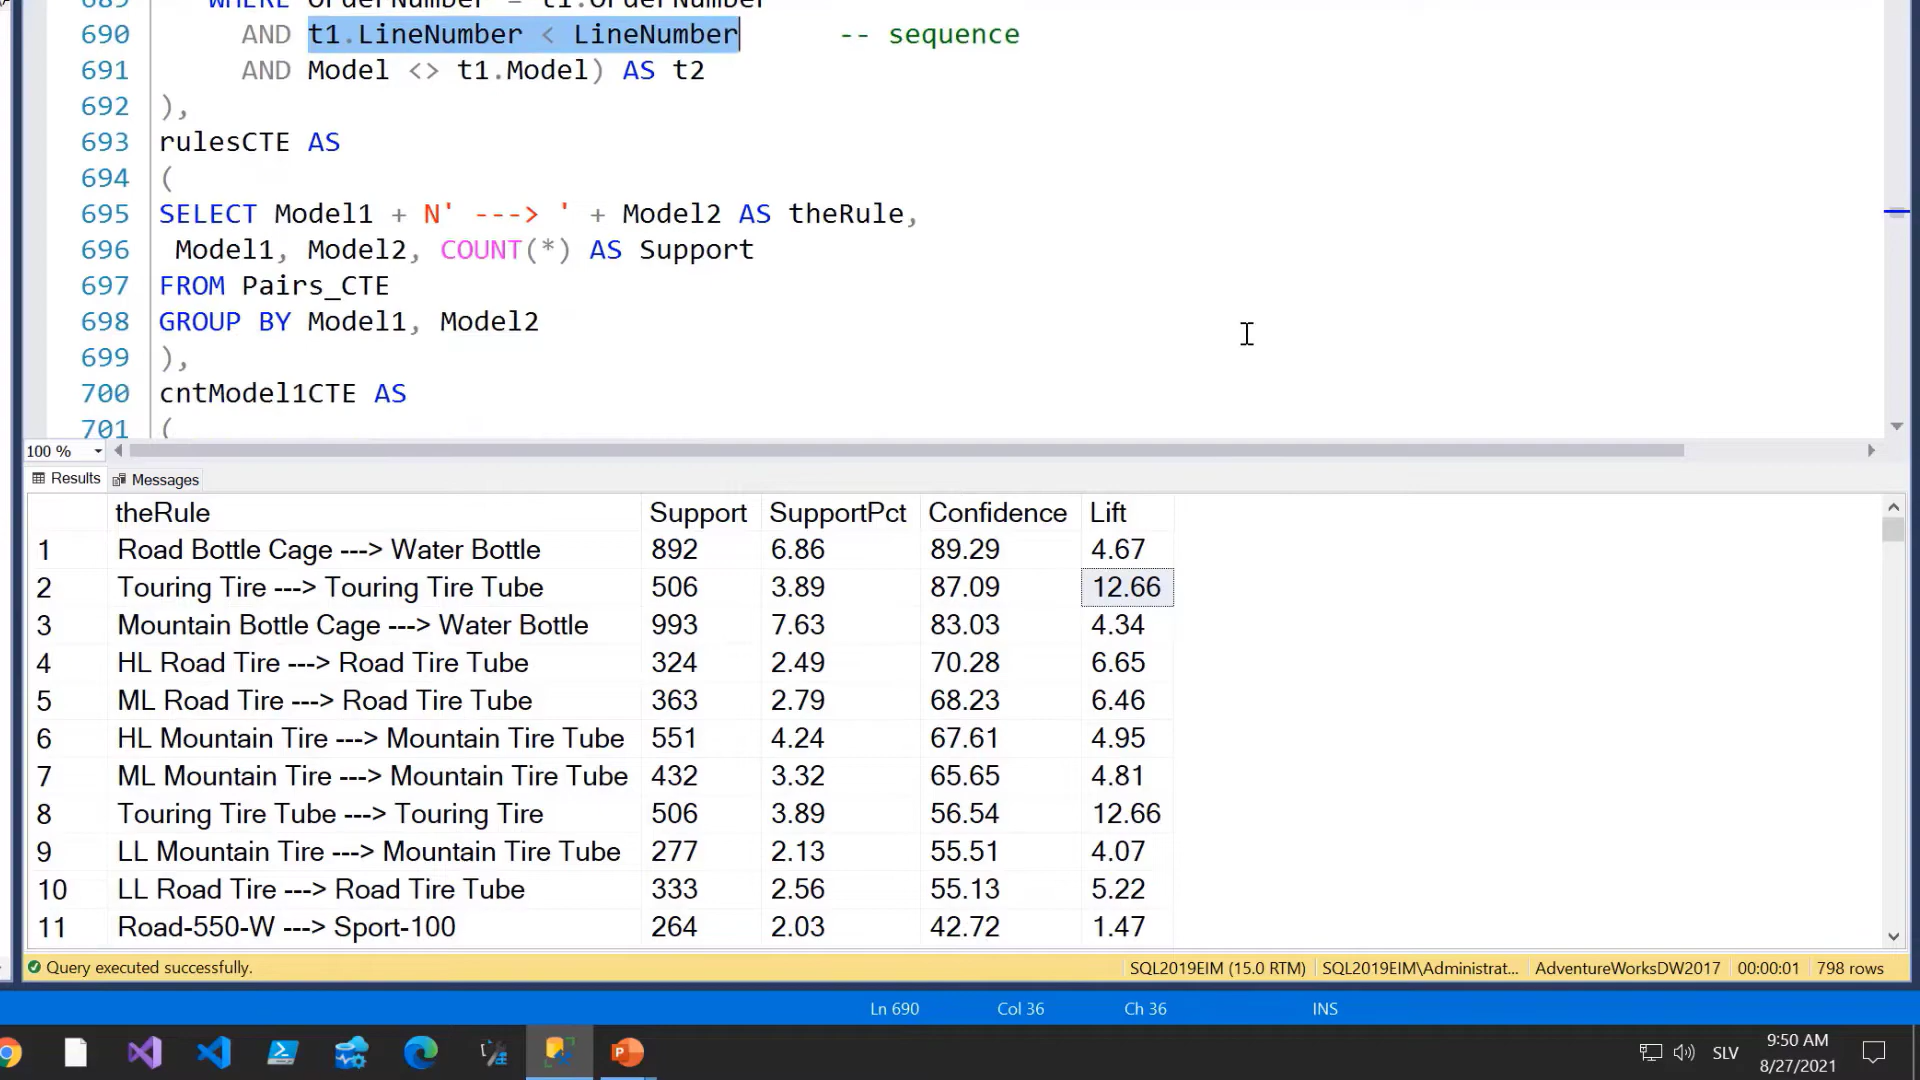 689 WHERE OrderNumber = t1.OrderNumber
690 AND t1.LineNumber < LineNumber -- sequence
691 AND Model <> t1.Model) AS t2
692 ),
693 rulesCTE AS
694 (
695 SELECT Model1 + N' ---> ' + Model2 AS theRule,
696 Model1, Model2, COUNT(*) AS Support
697 FROM Pairs_CTE
698 GROUP BY Model1, Model2
699 ),
700 cntModel1CTE AS
701 (
100 %
Results Messages
theRule Support SupportPct Confidence Lift
1 Road Bottle Cage ---> Water Bottle 892 6.86 89.29 4.67
2 Touring Tire ---> Touring Tire Tube 506 3.89 87.09 12.66
3 Mountain Bottle Cage ---> Water Bottle 993 7.63 83.03 4.34
4 HL Road Tire ---> Road Tire Tube 324 2.49 70.28 6.65
5 ML Road Tire ---> Road Tire Tube 363 2.79 68.23 6.46
6 HL Mountain Tire ---> Mountain Tire Tube 551 4.24 67.61 4.95
7 ML Mountain Tire ---> Mountain Tire Tube 432 3.32 65.65 4.81
8 Touring Tire Tube ---> Touring Tire 506 3.89 56.54 12.66
9 LL Mountain Tire ---> Mountain Tire Tube 277 2.13 55.51 4.07
10 LL Road Tire ---> Road Tire Tube 333 2.56 55.13 5.22
11 Road-550-W ---> Sport-100 264 2.03 42.72 1.47
Query executed successfully. SQL2019EIM (15.0 RTM) SQL2019EIM\Administrat... AdventureWorksDW2017 00:00:01 798 rows
Ln 690 Col 36 Ch 36 INS
SLV 9:50 AM
8/27/2021